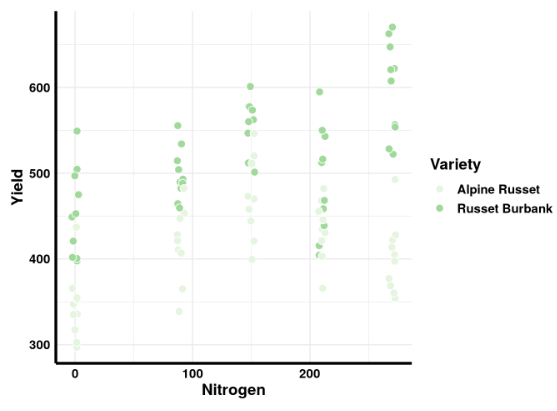 600
500
400
300
0
100
200
Yield
Nitrogen
Variety
Alpine Russet
Russet Burbank